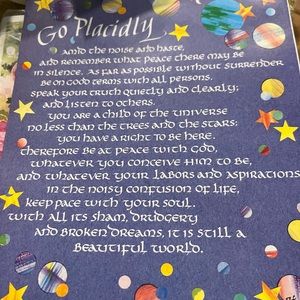 Go Placidly
amid the noise and haste,
and remember what peace there may be
in silence. As far as possible without surrender
be on good terms with all persons.
Speak your truth quietly and clearly;
and listen to others.
You are a child of the universe
no less than the trees and the stars:
you have a right to be here.
Therefore be at peace with God,
whatever you conceive Him to be,
and whatever your labors and aspirations
in the noisy confusion of life,
keep peace with your soul.
With all its sham, drudgery
and broken dreams, it is still a
beautiful world.